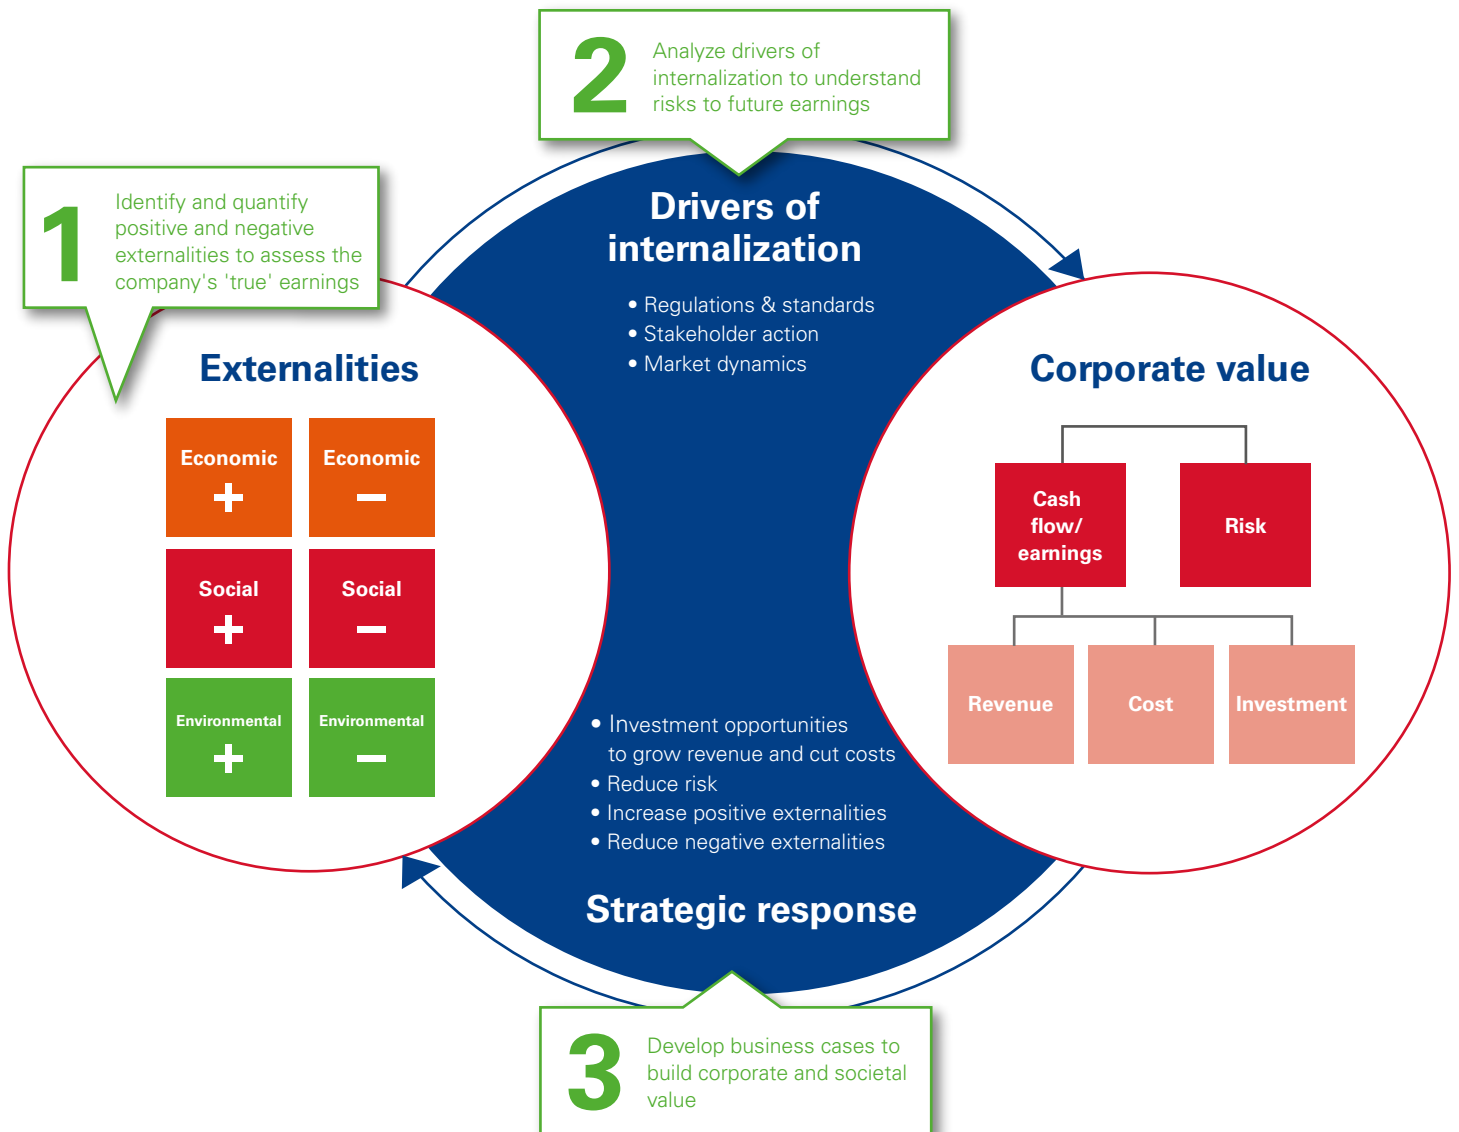 2
Analyze drivers of
internalization to understand
risks to future earnings
1
Identify and quantify
positive and negative
externalities to assess the
company's 'true' earnings
Drivers of
internalization
• Regulations & standards
• Stakeholder action
• Market dynamics
Externalities
Economic
+
Economic
–
Social
+
Social
–
Environmental
+
Environmental
–
Corporate value
Cash
flow/
earnings
Risk
Revenue
Cost
Investment
• Investment opportunities
to grow revenue and cut costs
• Reduce risk
• Increase positive externalities
• Reduce negative externalities
Strategic response
3
Develop business cases to
build corporate and societal
value